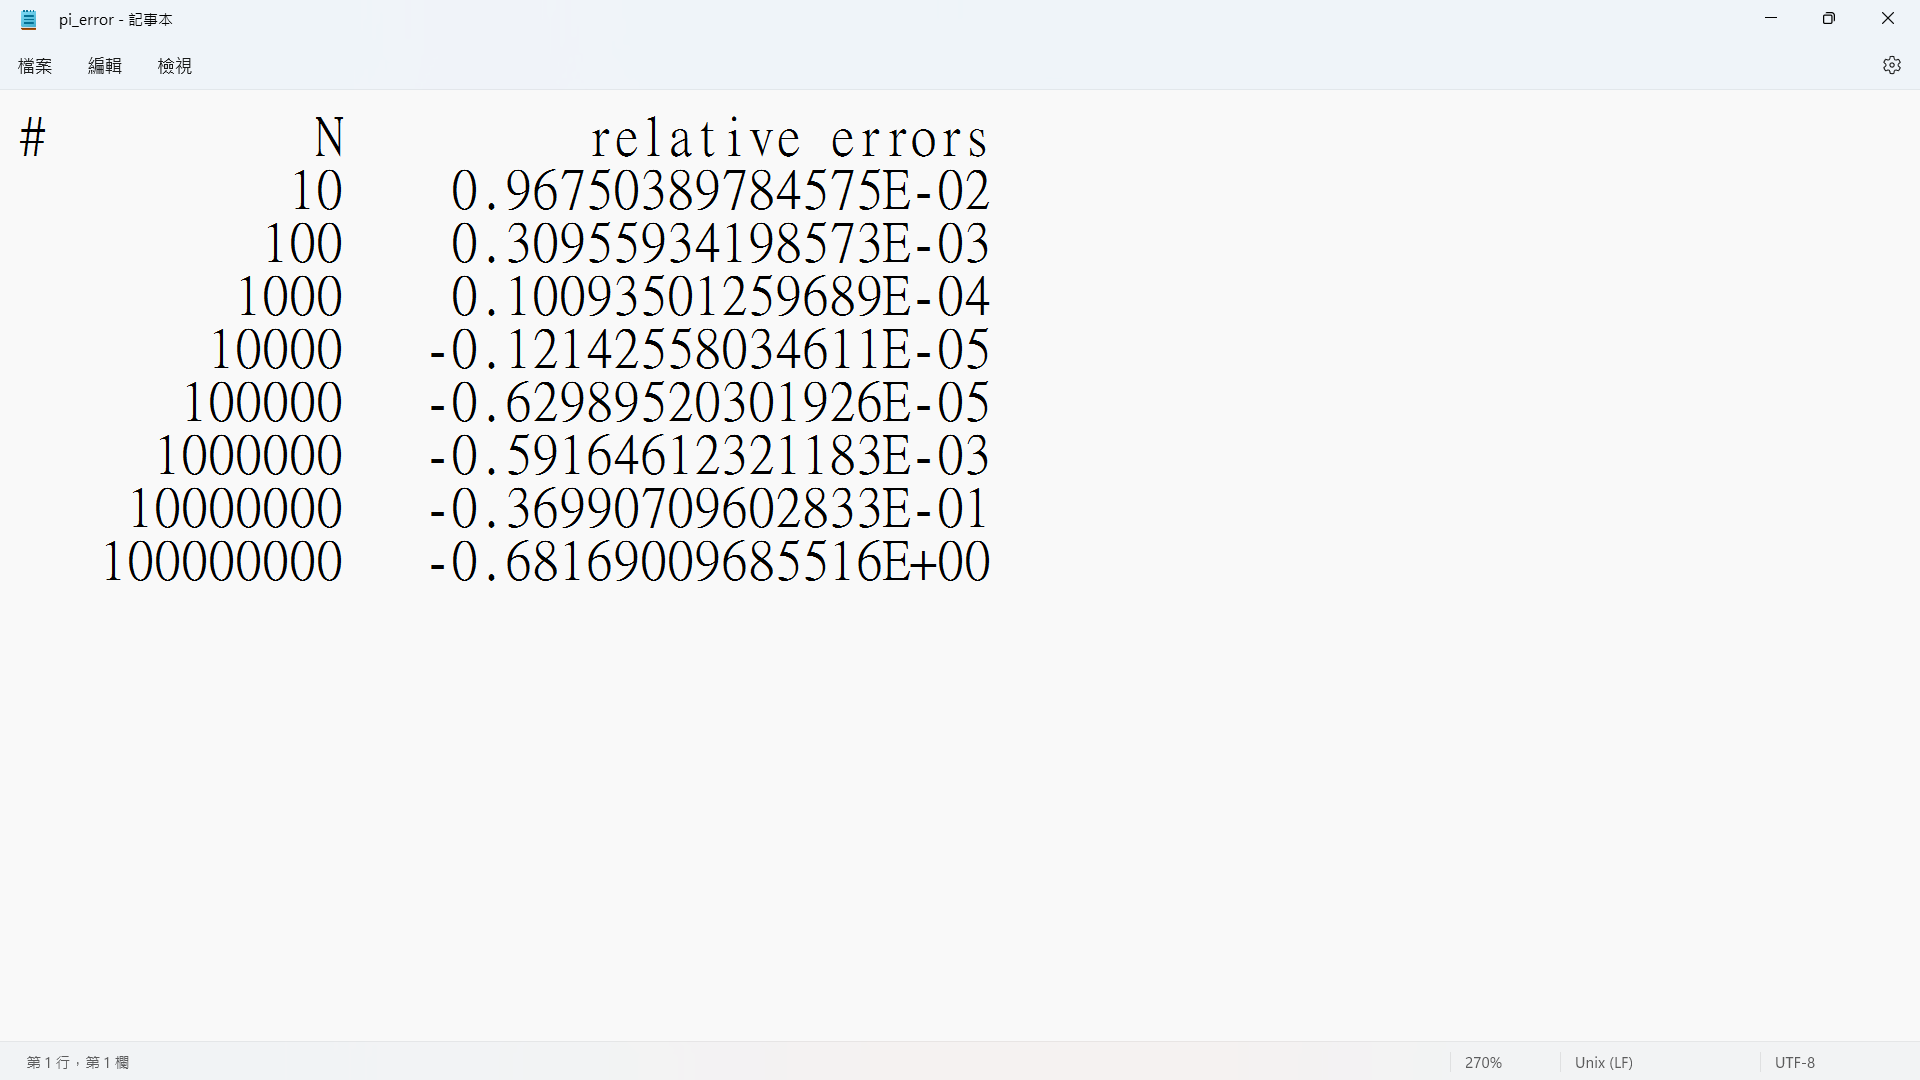 pi_error - 記事本
檔案 編輯 檢視
# N relative errors
10 0.96750389784575E-02
100 0.30955934198573E-03
1000 0.10093501259689E-04
10000 -0.12142558034611E-05
100000 -0.62989520301926E-05
1000000 -0.59164612321183E-03
10000000 -0.36990709602833E-01
100000000 -0.68169009685516E+00
第 1 行，第 1 欄 270% Unix (LF) UTF-8